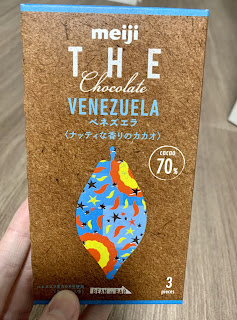 meiji
THE
Chocolate
VENEZUELA
ベネズエラ
〈ナッティな香りのカカオ〉
cacao
70%
3
pieces
BEAN to BAR